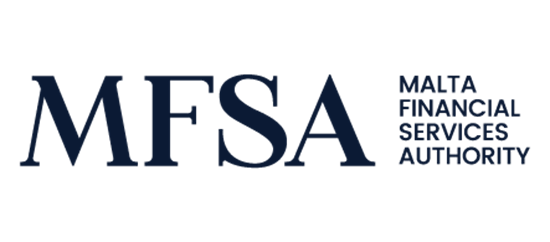 MFSA
MALTA
FINANCIAL
SERVICES
AUTHORITY